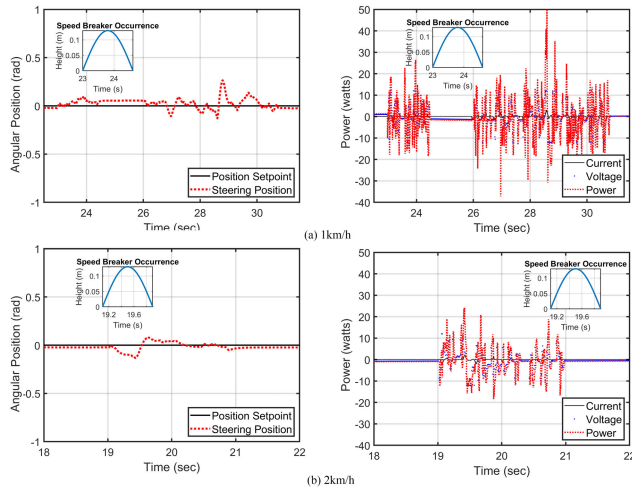 Speed Breaker Occurrence
Height (m)
0.1
0.05
0
23
24
Time (s)
Angular Position (rad)
1
0.5
0
-0.5
-1
Position Setpoint
Steering Position
24
26
28
30
Time (sec)
Speed Breaker Occurrence
Height (m)
0.1
0.05
0
23
24
Time (s)
Power (watts)
50
40
30
20
10
0
-10
-20
-30
-40
Current
Voltage
Power
24
26
28
30
Time (sec)
(a) 1km/h
Speed Breaker Occurrence
Height (m)
0.1
0.05
0
19.2
19.6
Time (s)
Angular Position (rad)
1
0.5
0
-0.5
-1
Position Setpoint
Steering Position
18
19
20
21
22
Time (sec)
Speed Breaker Occurrence
Height (m)
0.1
0.05
0
19.2
19.6
Time (s)
Power (watts)
50
40
30
20
10
0
-10
-20
-30
-40
Current
Voltage
Power
18
19
20
21
22
Time (sec)
(b) 2km/h